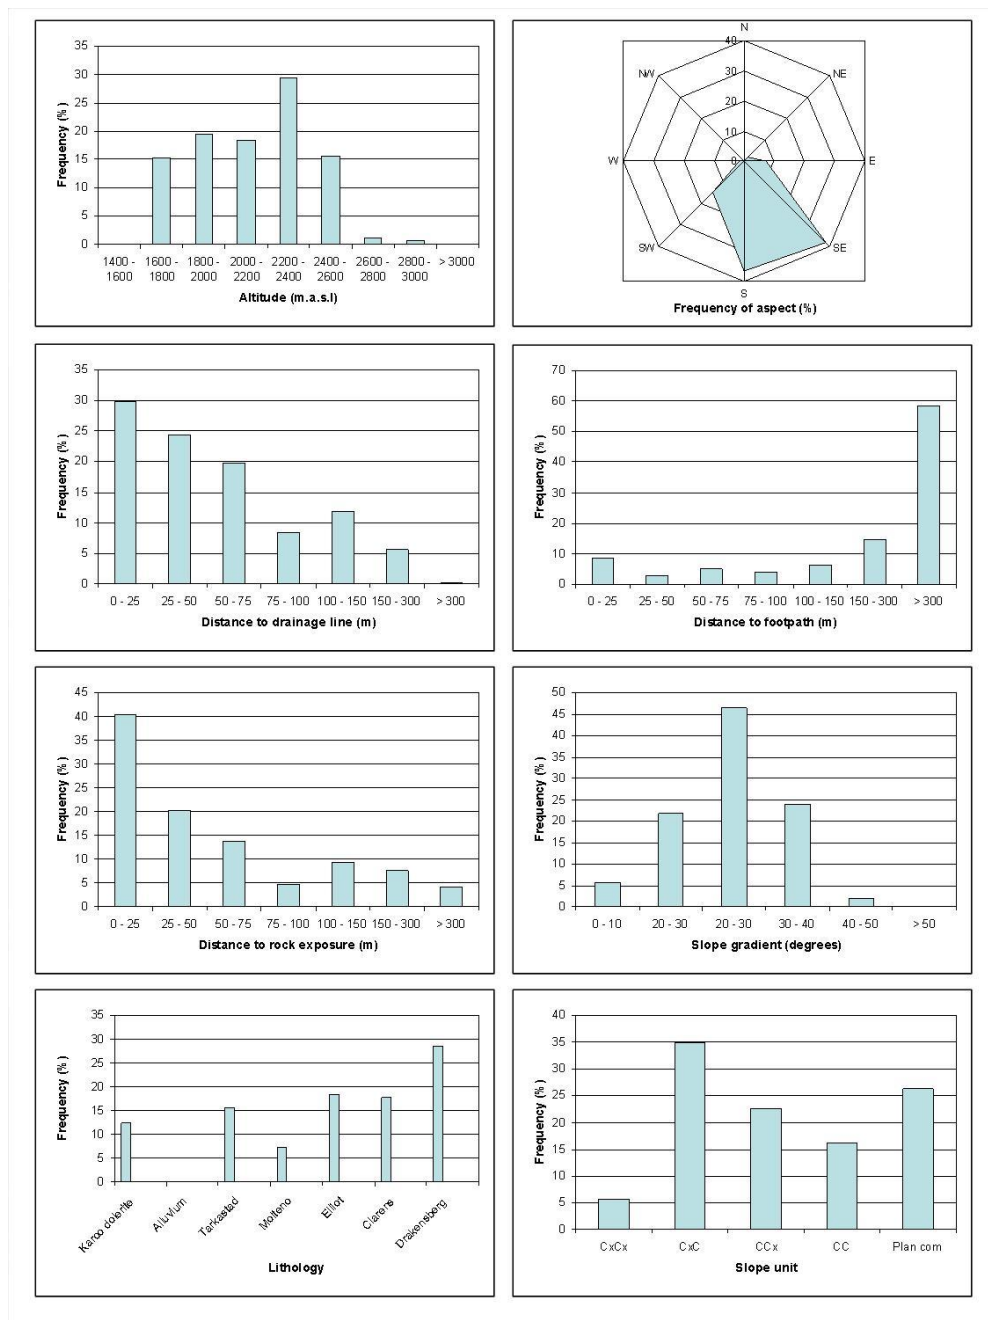 35
30
25
20
15
10
5
0
Frequency (%)
1400 - 1600 - 1800 - 2000 - 2200 - 2400 - 2600 - 2800 - > 3000
1600 1800 2000 2200 2400 2600 2800 3000
Altitude (m.a.s.l)
N
40
NW NE
30
20
10
W 0 E
SW SE
S
Frequency of aspect (%)
35
30
25
20
15
10
5
0
Frequency (%)
0 - 25 25 - 50 50 - 75 75 - 100 100 - 150 150 - 300 > 300
Distance to drainage line (m)
70
60
50
40
30
20
10
0
Frequency (%)
0 - 25 25 - 50 50 - 75 75 - 100 100 - 150 150 - 300 > 300
Distance to footpath (m)
45
40
35
30
25
20
15
10
5
0
Frequency (%)
0 - 25 25 - 50 50 - 75 75 - 100 100 - 150 150 - 300 > 300
Distance to rock exposure (m)
50
45
40
35
30
25
20
15
10
5
0
Frequency (%)
0 - 10 20 - 30 20 - 30 30 - 40 40 - 50 > 50
Slope gradient (degrees)
35
30
25
20
15
10
5
0
Frequency (%)
Karoo dolerite Alluvium Tarkastad Molteno Elliot Clarens Drakensberg
Lithology
40
35
30
25
20
15
10
5
0
Frequency (%)
CxCx CxC CCx CC Plan com
Slope unit